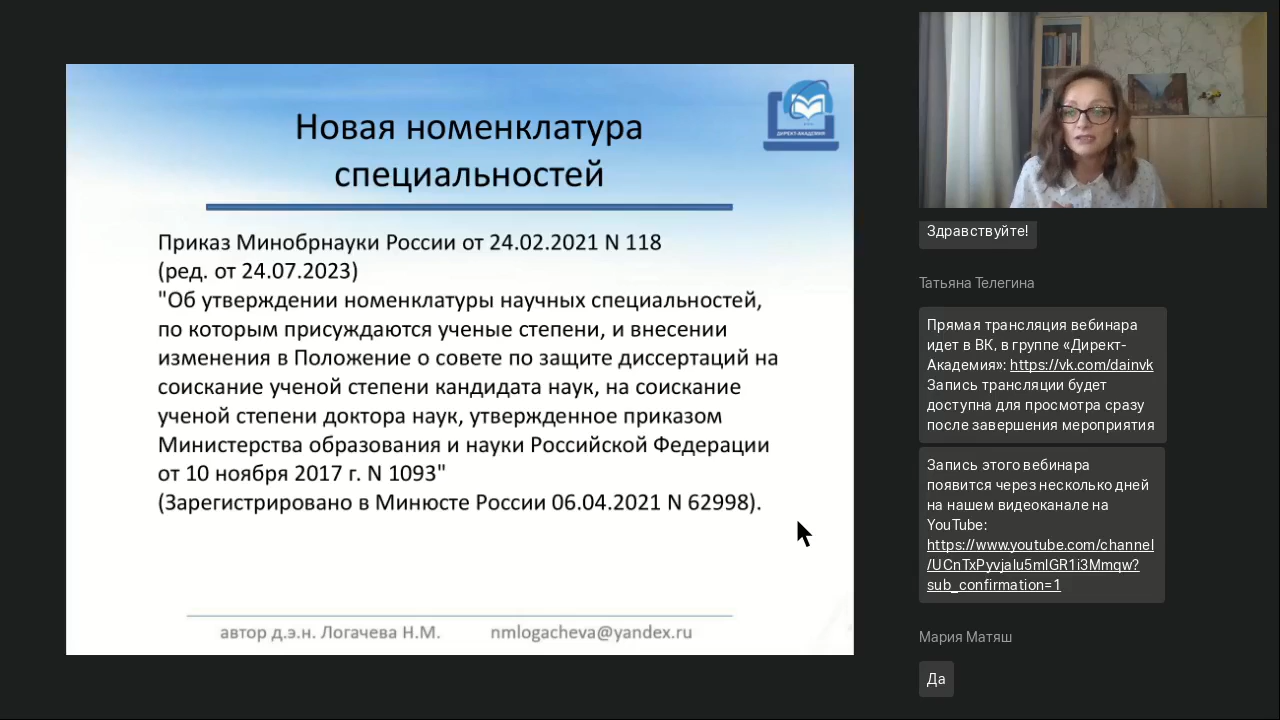 Новая номенклатура
специальностей
ДИРЕКТ-АКАДЕМИЯ
Приказ Минобрнауки России от 24.02.2021 N 118
(ред. от 24.07.2023)
"Об утверждении номенклатуры научных специальностей,
по которым присуждаются ученые степени, и внесении
изменения в Положение о совете по защите диссертаций на
соискание ученой степени кандидата наук, на соискание
ученой степени доктора наук, утвержденное приказом
Министерства образования и науки Российской Федерации
от 10 ноября 2017 г. N 1093"
(Зарегистрировано в Минюсте России 06.04.2021 N 62998).
автор д.э.н. Логачева Н.М. nmlogacheva@yandex.ru
Здравствуйте!
Татьяна Телегина
Прямая трансляция вебинара
идет в ВК, в группе «Директ-
Академия»: https://vk.com/dainvk
Запись трансляции будет
доступна для просмотра сразу
после завершения мероприятия
Запись этого вебинара
появится через несколько дней
на нашем видеоканале на
YouTube:
https://www.youtube.com/channel
/UCnTxPyvjalu5mlGR1i3Mmqw?
sub_confirmation=1
Мария Матяш
Да